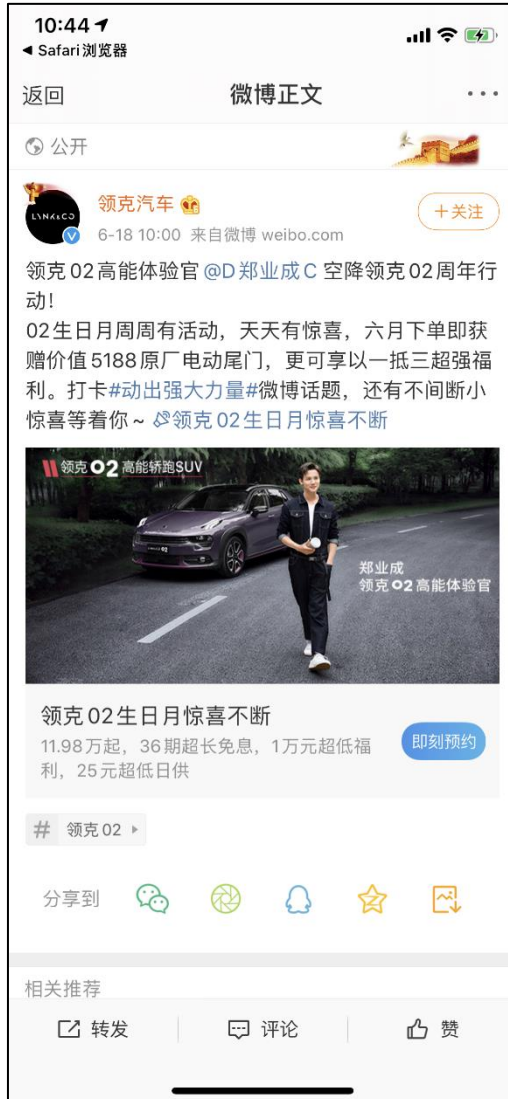 10:44
◀ Safari浏览器
返回
微博正文
公开
领克汽车
LYNK&CO
+关注
6-18 10:00 来自微博 weibo.com
领克02高能体验官@D郑业成C 空降领克02周年行
动!
02生日月周周有活动，天天有惊喜，六月下单即获
赠价值5188原厂电动尾门，更可享以一抵三超强福
利。打卡#动出强大力量#微博话题，还有不间断小
惊喜等着你~ 领克02生日月惊喜不断
领克02 高能轿跑SUV
郑业成
领克02高能体验官
领克02生日月惊喜不断
11.98万起，36期超长免息，1万元超低福
利，25元超低日供
即刻预约
# 领克02
分享到
相关推荐
转发
评论
赞